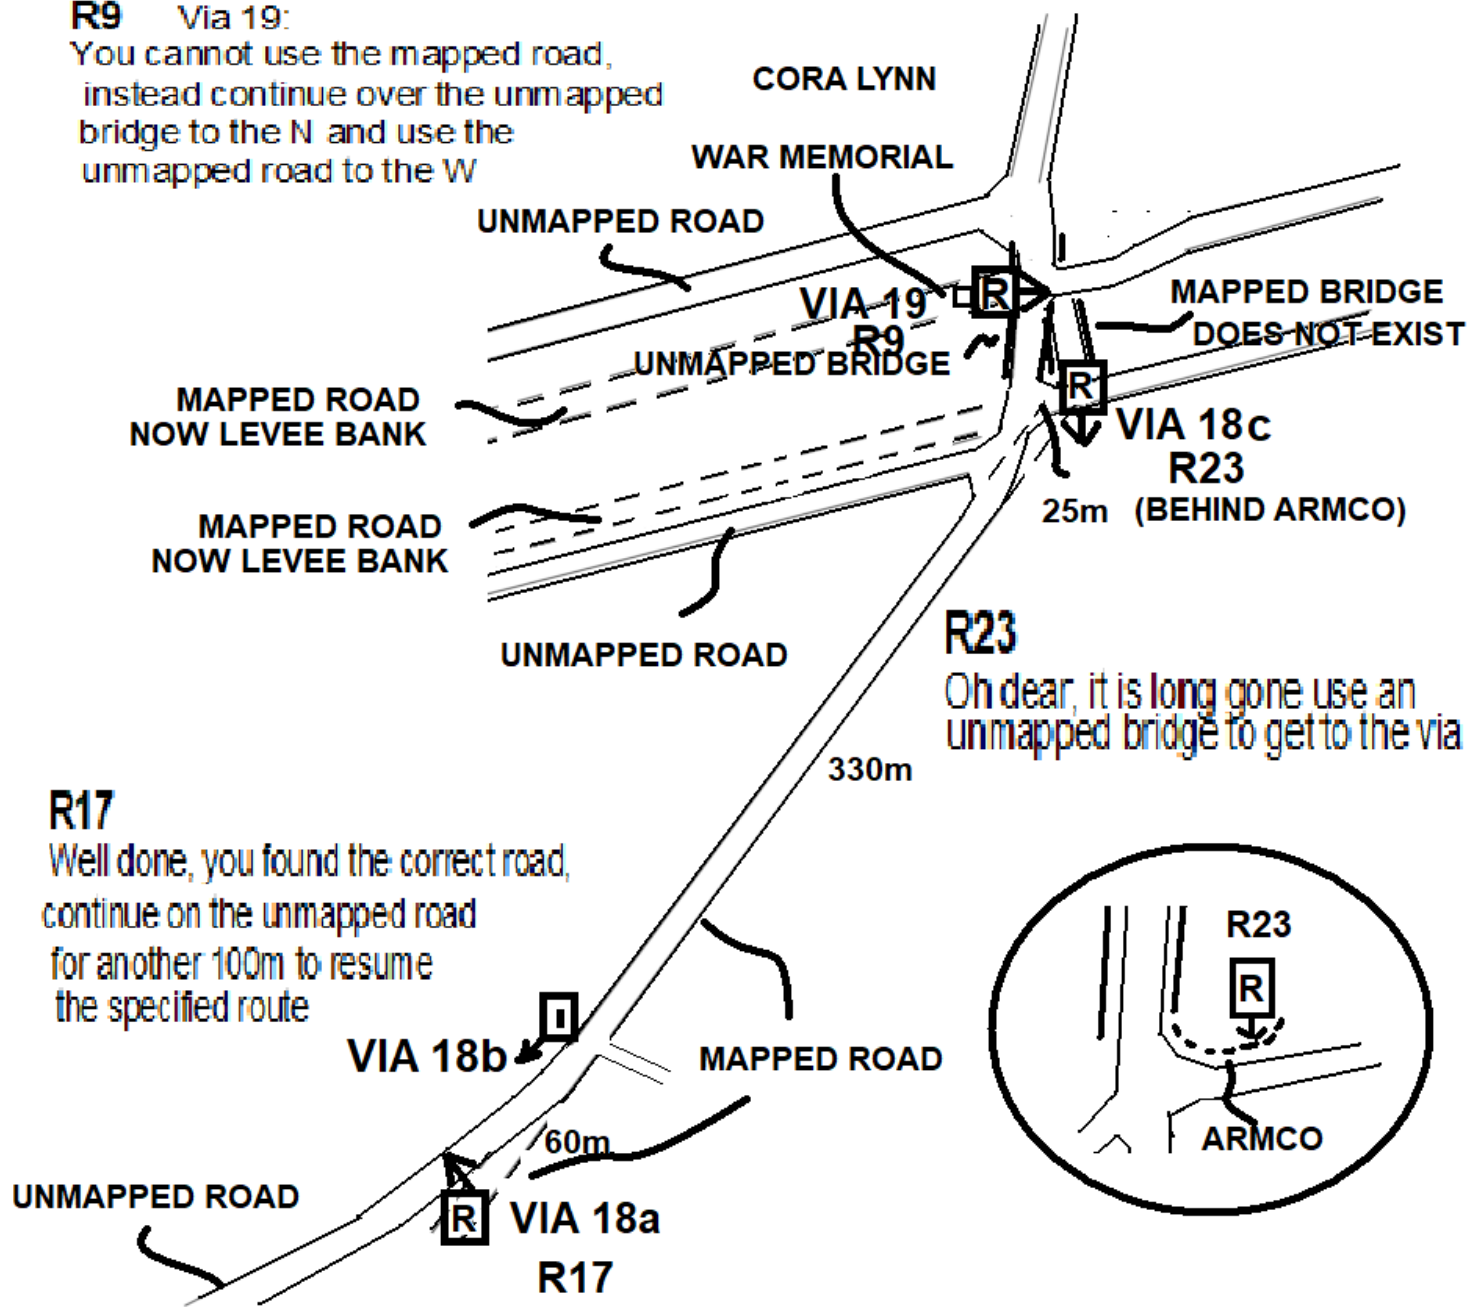 R9 Via 19:
You cannot use the mapped road,
instead continue over the unmapped
bridge to the N and use the
unmapped road to the W
CORA LYNN
WAR MEMORIAL
UNMAPPED ROAD
R
VIA 19
R9
UNMAPPED BRIDGE
MAPPED BRIDGE
DOES NOT EXIST
MAPPED ROAD
NOW LEVEE BANK
R
VIA 18c
R23
(BEHIND ARMCO)
25m
MAPPED ROAD
NOW LEVEE BANK
UNMAPPED ROAD
R23
Oh dear, it is long gone use an
unmapped bridge to get to the via
330m
R17
Well done, you found the correct road,
continue on the unmapped road
for another 100m to resume
the specified route
I
VIA 18b
MAPPED ROAD
60m
UNMAPPED ROAD
R
VIA 18a
R17
R23
R
ARMCO